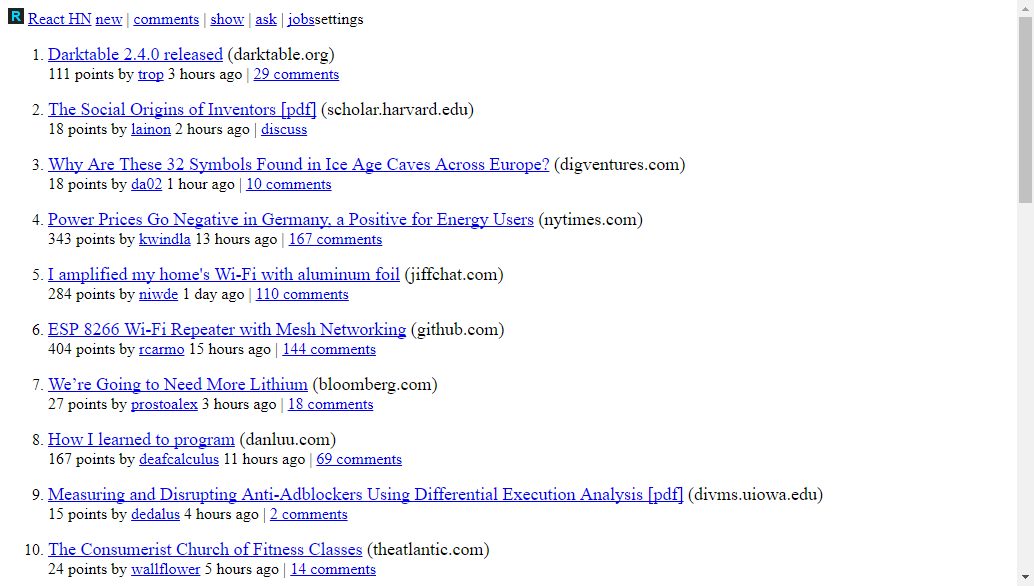 R React HN new | comments | show | ask | jobssettings
1. Darktable 2.4.0 released (darktable.org)
111 points by trop 3 hours ago | 29 comments
2. The Social Origins of Inventors [pdf] (scholar.harvard.edu)
18 points by lainon 2 hours ago | discuss
3. Why Are These 32 Symbols Found in Ice Age Caves Across Europe? (digventures.com)
18 points by da02 1 hour ago | 10 comments
4. Power Prices Go Negative in Germany, a Positive for Energy Users (nytimes.com)
343 points by kwindla 13 hours ago | 167 comments
5. I amplified my home's Wi-Fi with aluminum foil (jiffchat.com)
284 points by niwde 1 day ago | 110 comments
6. ESP 8266 Wi-Fi Repeater with Mesh Networking (github.com)
404 points by rcarmo 15 hours ago | 144 comments
7. We’re Going to Need More Lithium (bloomberg.com)
27 points by prostoalex 3 hours ago | 18 comments
8. How I learned to program (danluu.com)
167 points by deafcalculus 11 hours ago | 69 comments
9. Measuring and Disrupting Anti-Adblockers Using Differential Execution Analysis [pdf] (divms.uiowa.edu)
15 points by dedalus 4 hours ago | 2 comments
10. The Consumerist Church of Fitness Classes (theatlantic.com)
24 points by wallflower 5 hours ago | 14 comments